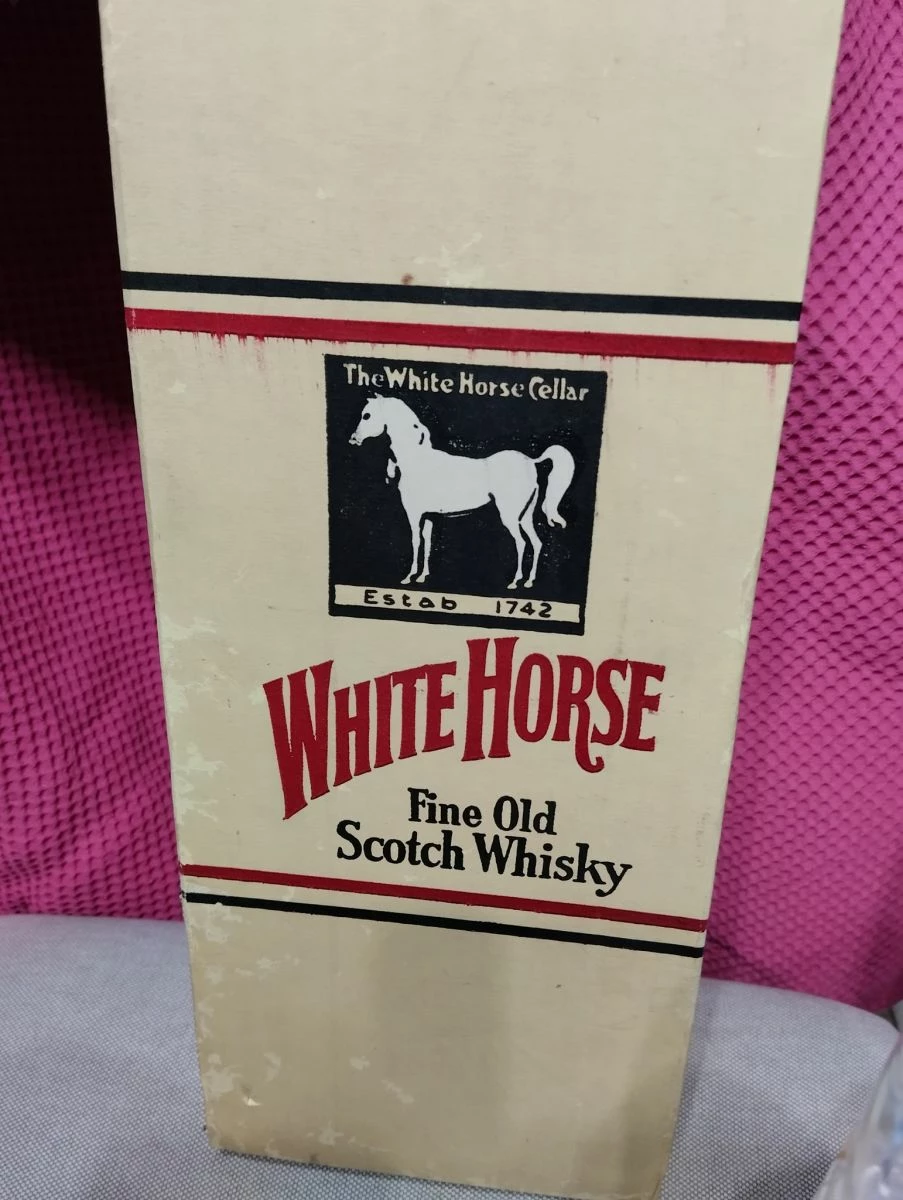 The White Horse Cellar
Estab 1742
WHITE HORSE
Fine Old
Scotch Whisky